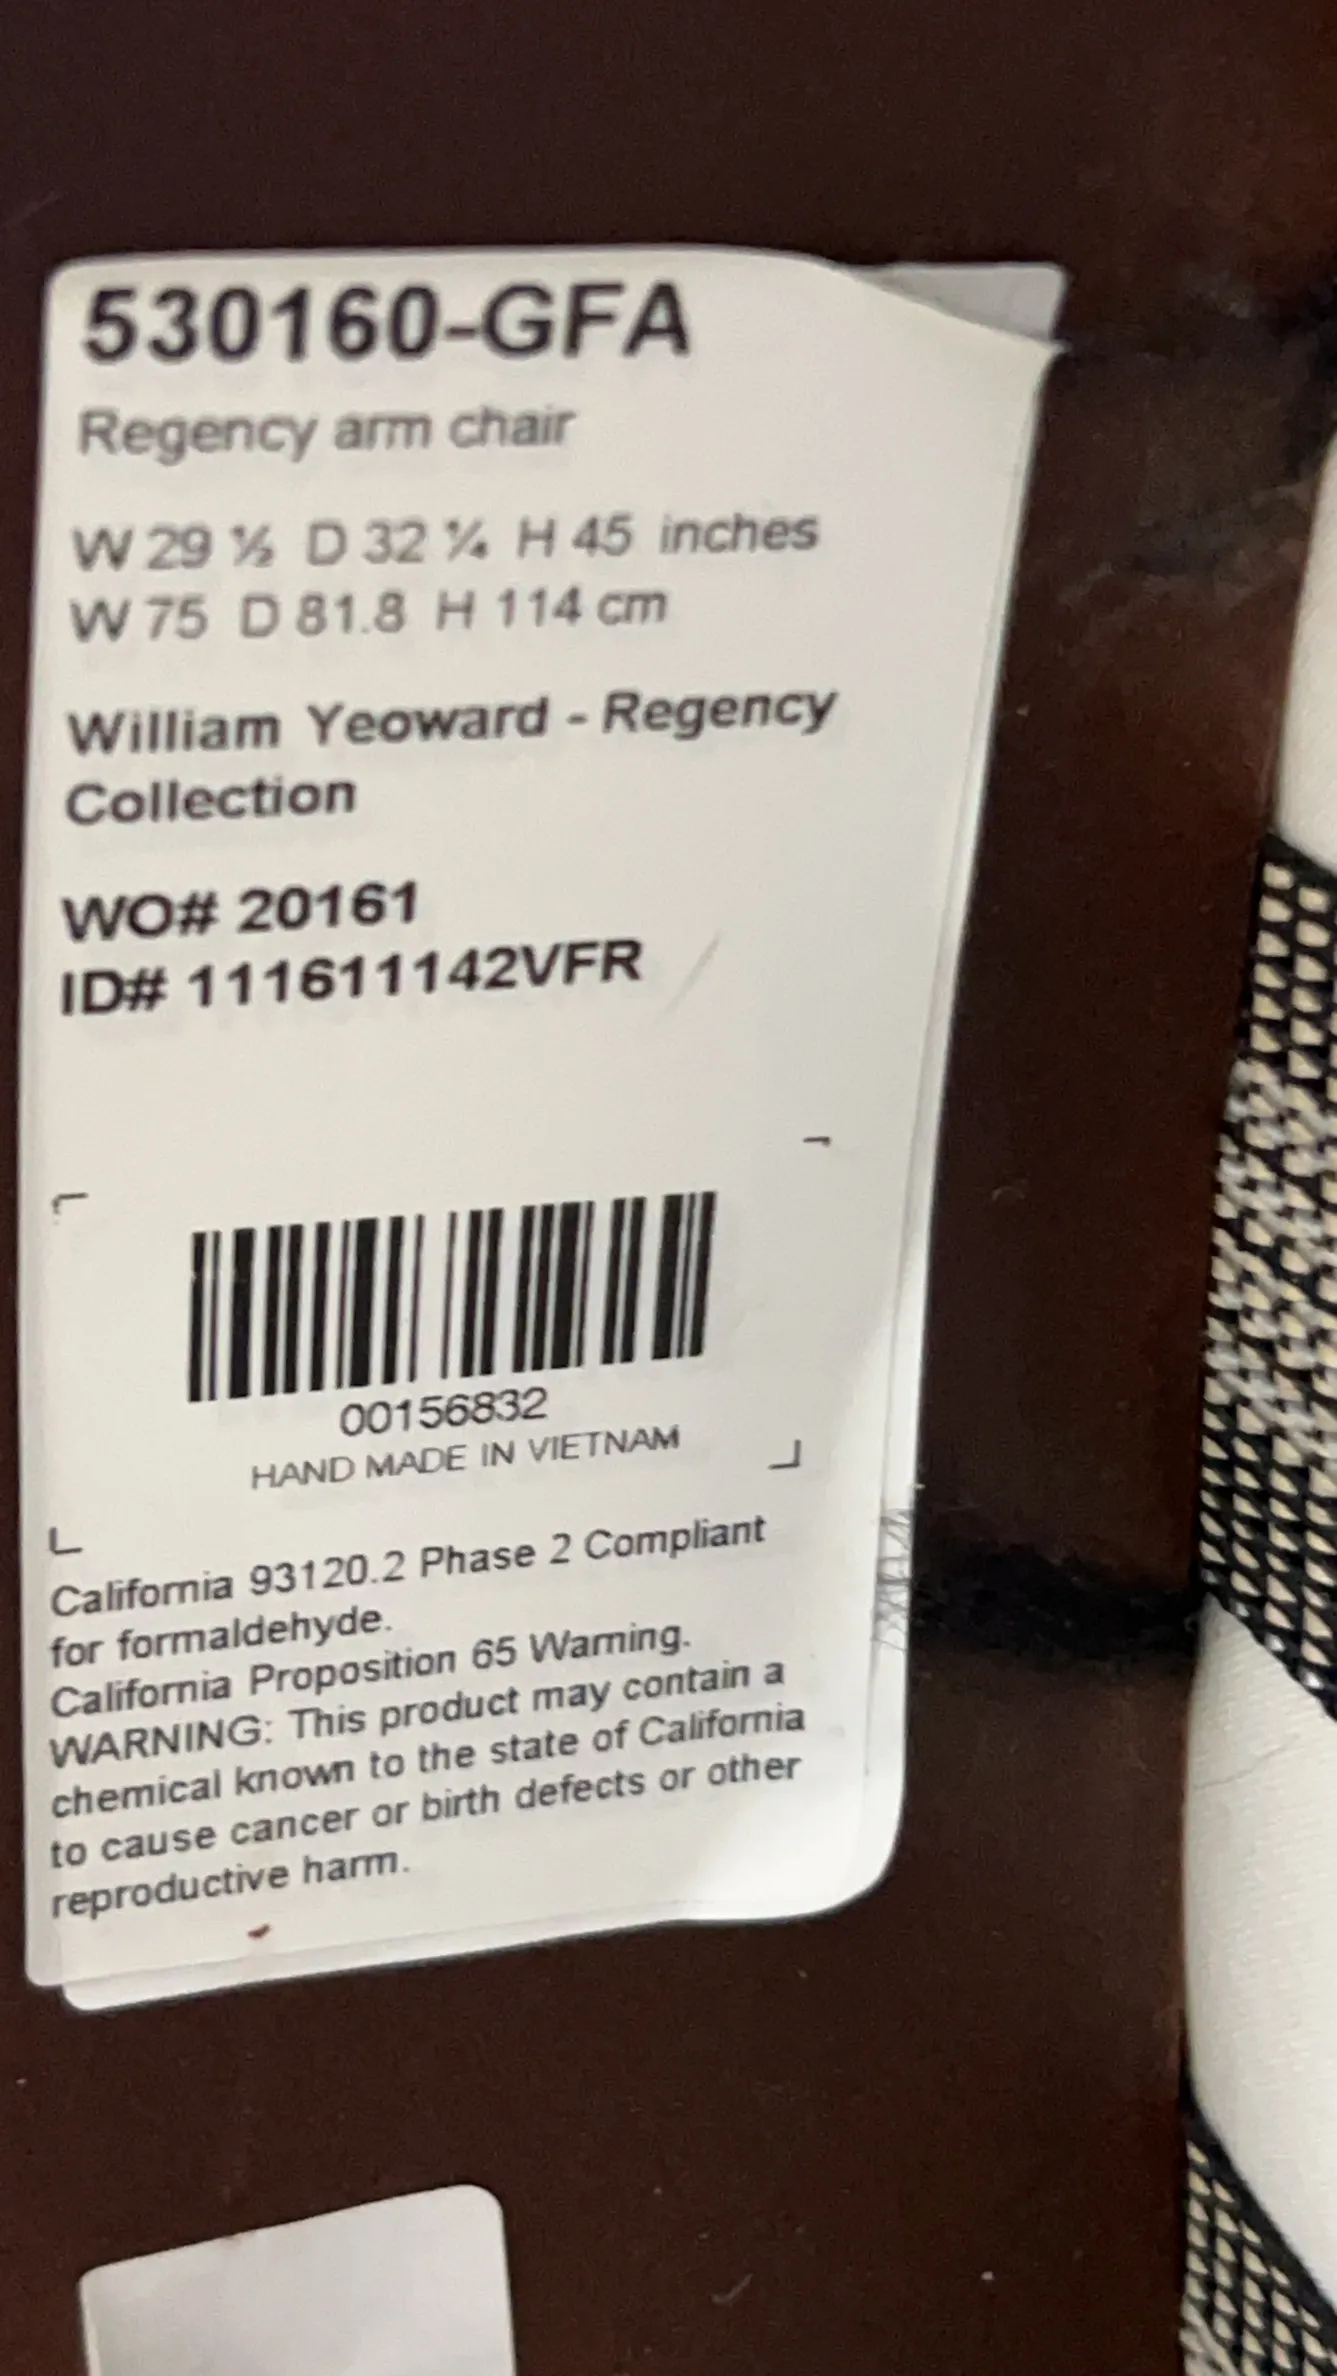 530160-GFA
Regency arm chair
W 29 ½ D 32 ¼ H 45 inches
W 75 D 81.8 H 114 cm
William Yeoward - Regency
Collection
WO# 20161
ID# 111611142VFR
00156832
HAND MADE IN VIETNAM
California 93120.2 Phase 2 Compliant
for formaldehyde.
California Proposition 65 Warning.
WARNING: This product may contain a
chemical known to the state of California
to cause cancer or birth defects or other
reproductive harm.